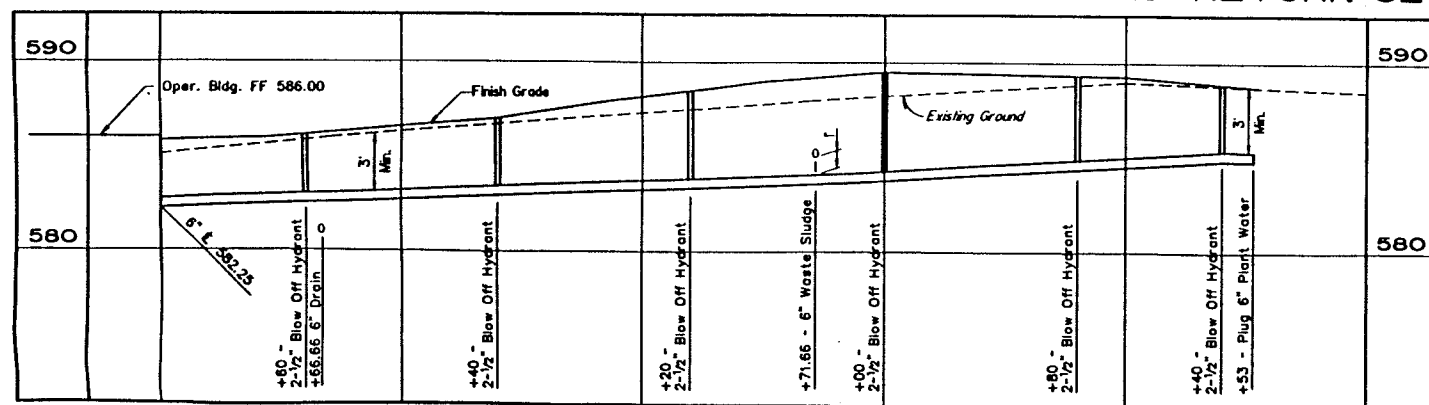 590
590
Oper. Bldg. FF 586.00
Finish Grade
Existing Ground
3'
Min.
3'
Min.
0
1'
580
580
6" ℄ 582.25
+60 -
2-1/2" Blow Off Hydrant
+66.66 6" Drain
0
+40 -
2-1/2" Blow Off Hydrant
+20 -
2-1/2" Blow Off Hydrant
+71.66 - 6" Waste Sludge
+00 -
2-1/2" Blow Off Hydrant
+80 -
2-1/2" Blow Off Hydrant
+40 -
2-1/2" Blow Off Hydrant
+53 - Plug 6" Plant Water